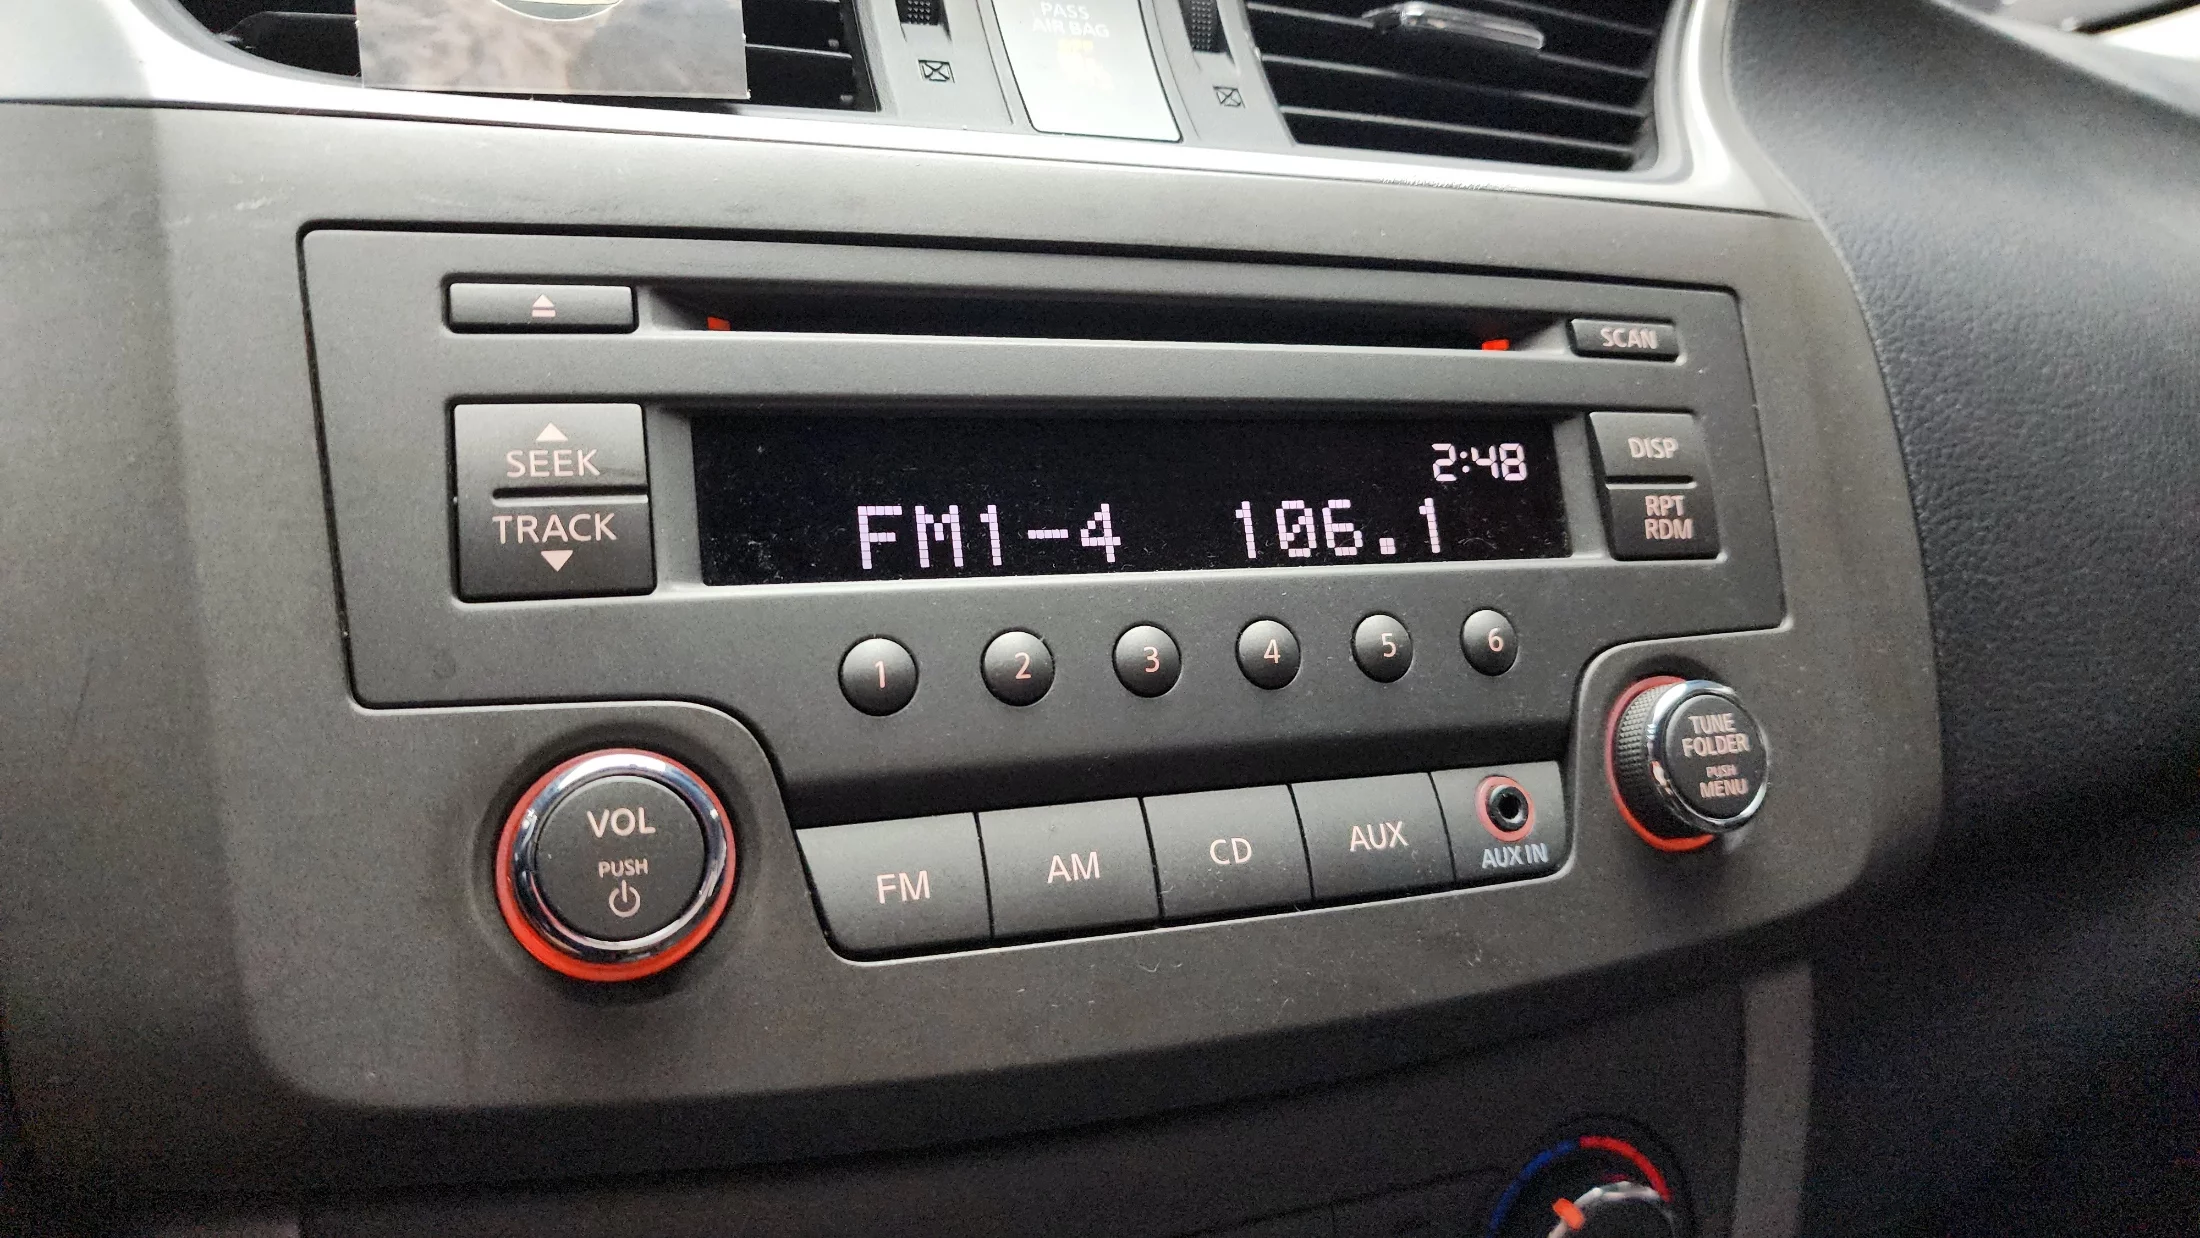 PASS
AIR BAG
SCAN
SEEK
TRACK
2:48
FM1-4 106.1
DISP
RPT
RDM
1 2 3 4 5 6
VOL
PUSH
FM AM CD AUX
AUX IN
TUNE
FOLDER
PUSH
MENU